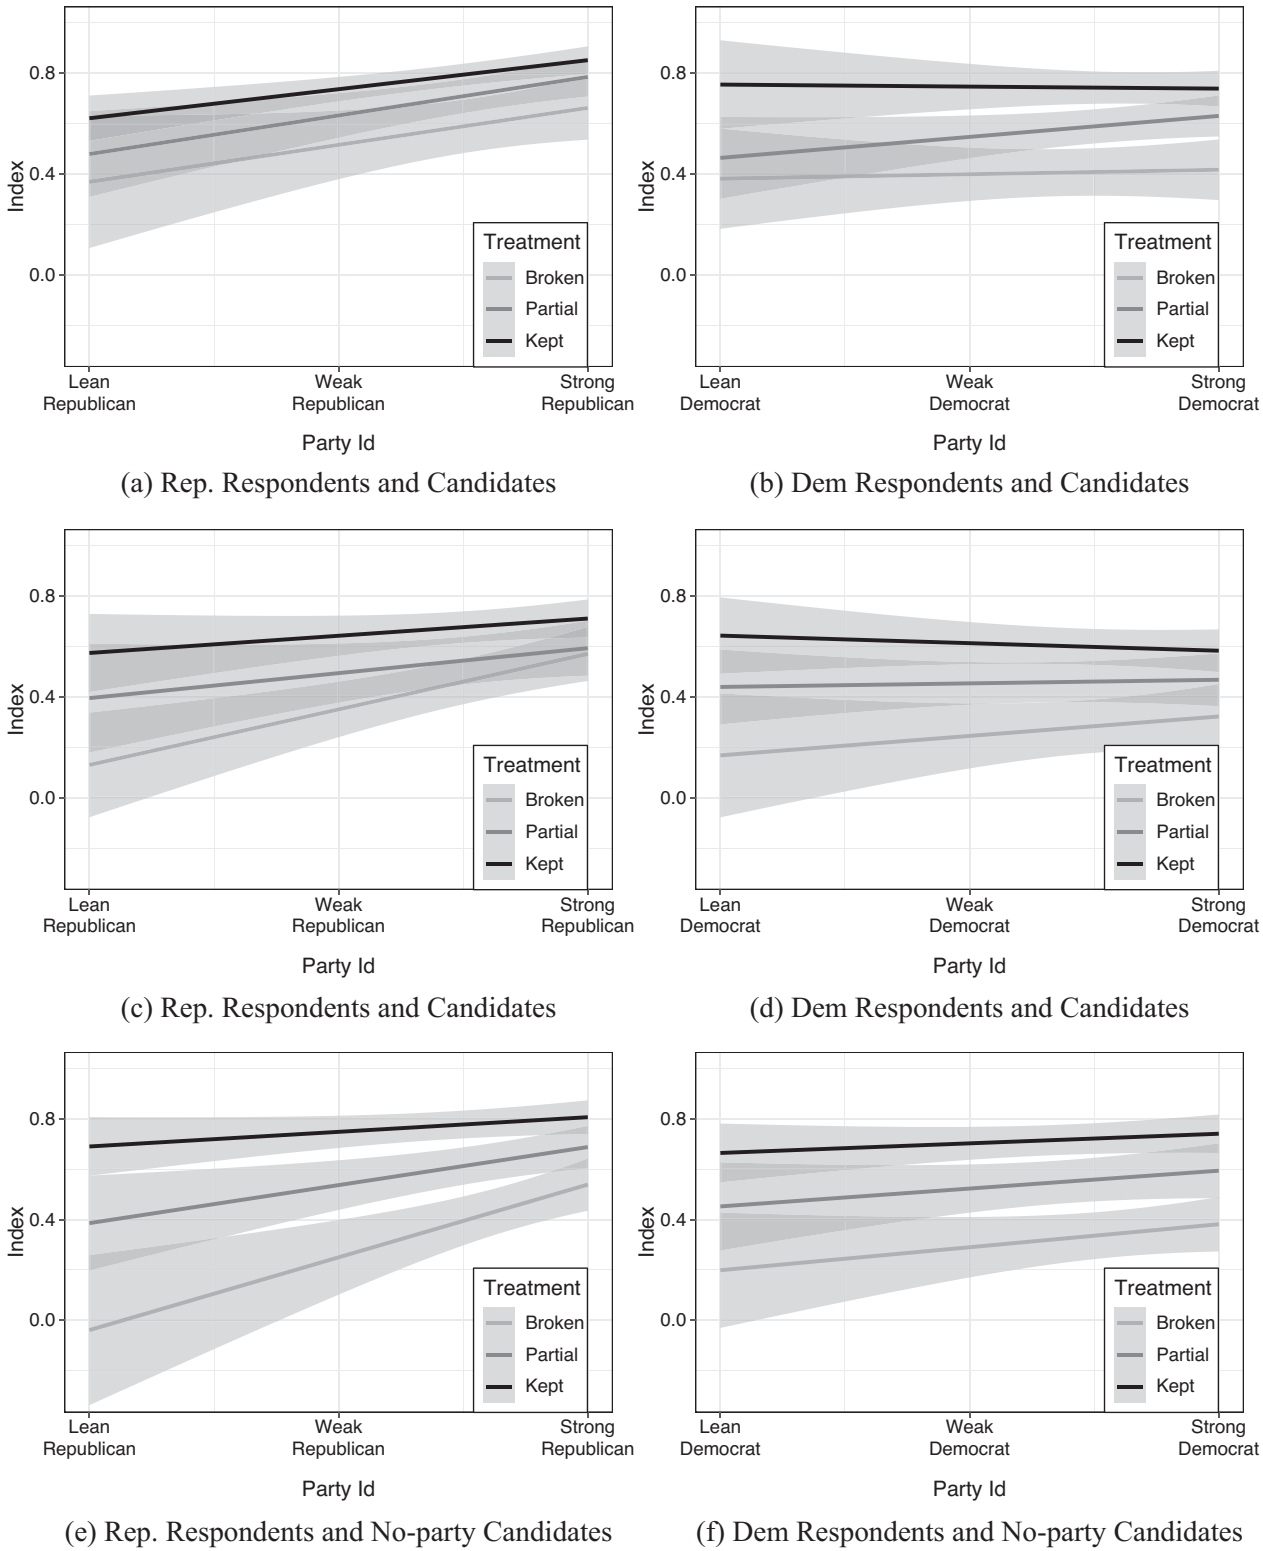 0.8
0.4
0.0
Index
Treatment
Broken
Partial
Kept
Lean
Republican
Weak
Republican
Strong
Republican
Party Id
(a) Rep. Respondents and Candidates
0.8
0.4
0.0
Index
Treatment
Broken
Partial
Kept
Lean
Democrat
Weak
Democrat
Strong
Democrat
Party Id
(b) Dem Respondents and Candidates
0.8
0.4
0.0
Index
Treatment
Broken
Partial
Kept
Lean
Republican
Weak
Republican
Strong
Republican
Party Id
(c) Rep. Respondents and Candidates
0.8
0.4
0.0
Index
Treatment
Broken
Partial
Kept
Lean
Democrat
Weak
Democrat
Strong
Democrat
Party Id
(d) Dem Respondents and Candidates
0.8
0.4
0.0
Index
Treatment
Broken
Partial
Kept
Lean
Republican
Weak
Republican
Strong
Republican
Party Id
(e) Rep. Respondents and No-party Candidates
0.8
0.4
0.0
Index
Treatment
Broken
Partial
Kept
Lean
Democrat
Weak
Democrat
Strong
Democrat
Party Id
(f) Dem Respondents and No-party Candidates